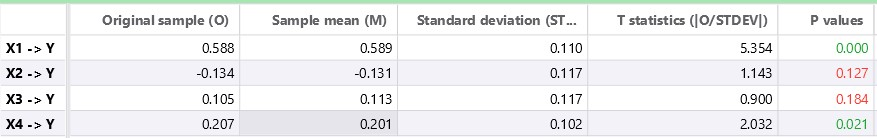 Original sample (O) Sample mean (M) Standard deviation (ST... T statistics (|O/STDEV|) P values
X1 -> Y 0.588 0.589 0.110 5.354 0.000
X2 -> Y -0.134 -0.131 0.117 1.143 0.127
X3 -> Y 0.105 0.113 0.117 0.900 0.184
X4 -> Y 0.207 0.201 0.102 2.032 0.021